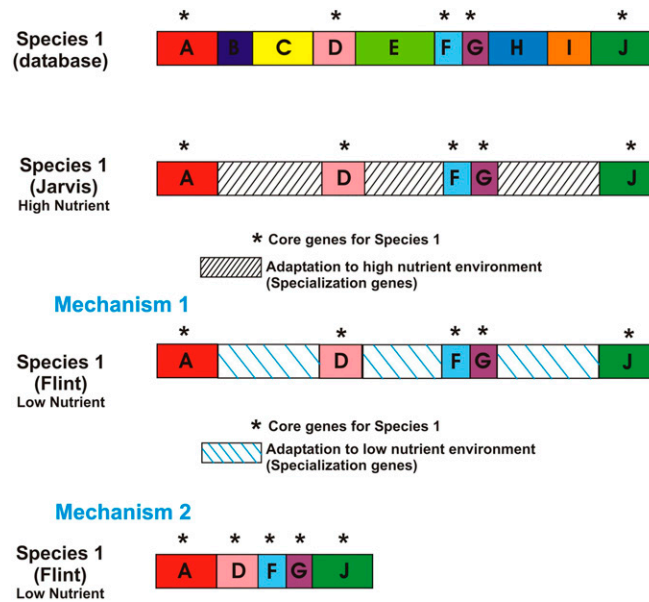 * * * * *
Species 1
(database)
A B C D E F G H I J
* * * * *
Species 1
(Jarvis)
High Nutrient
A D F G J
* Core genes for Species 1
Adaptation to high nutrient environment
(Specialization genes)
Mechanism 1
* * * * *
Species 1
(Flint)
Low Nutrient
A D F G J
* Core genes for Species 1
Adaptation to low nutrient environment
(Specialization genes)
Mechanism 2
* * * * *
Species 1
(Flint)
Low Nutrient
A D F G J